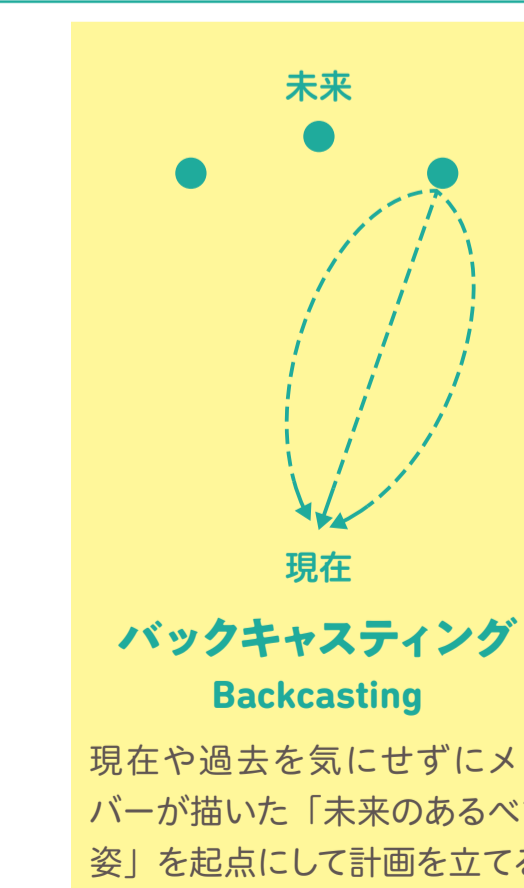 未来
現在
バックキャスティング
Backcasting
現在や過去を気にせずにメ
バーが描いた「未来のあるべ
姿」を起点にして計画を立て